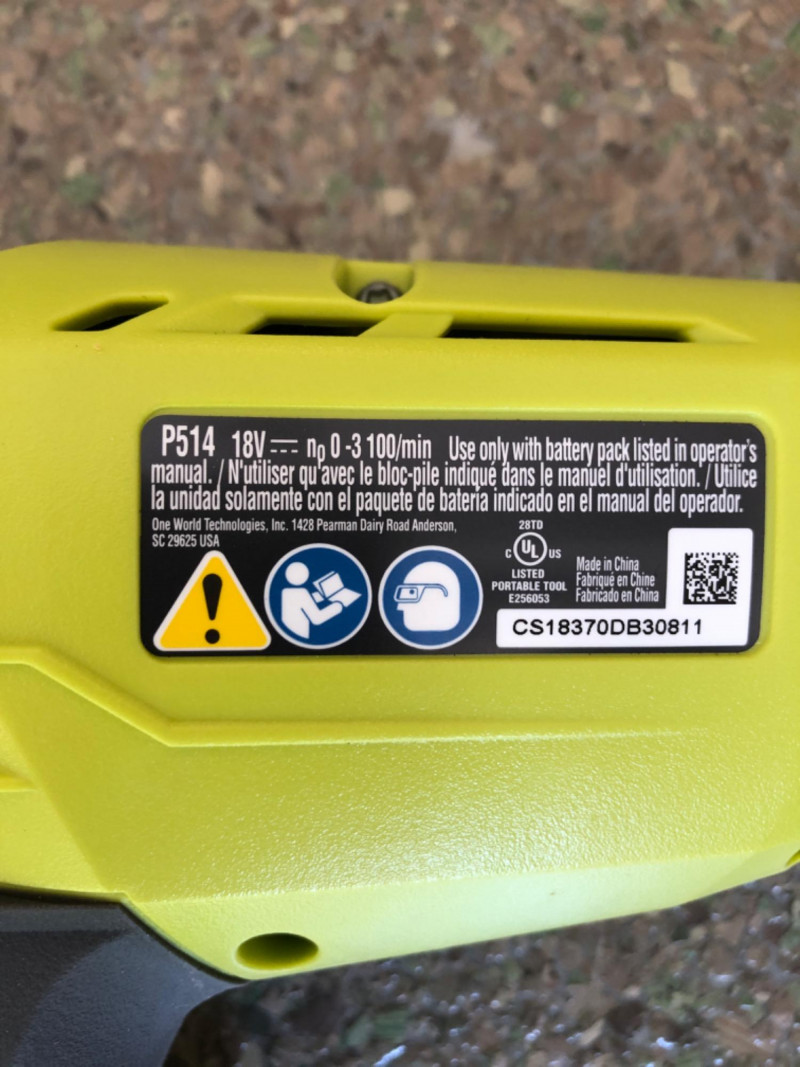 P514 18V n₀ 0-3 100/min Use only with battery pack listed in operator's
manual. / N'utiliser qu'avec le bloc-pile indiqué dans le manuel d'utilisation. / Utilice
la unidad solamente con el paquete de batería indicado en el manual del operador.
One World Technologies, Inc. 1428 Pearman Dairy Road Anderson,
SC 29625 USA
28TD
C UL US
LISTED
PORTABLE TOOL
E256053
Made in China
Fabriqué en Chine
Fabricado en China
CS18370DB30811